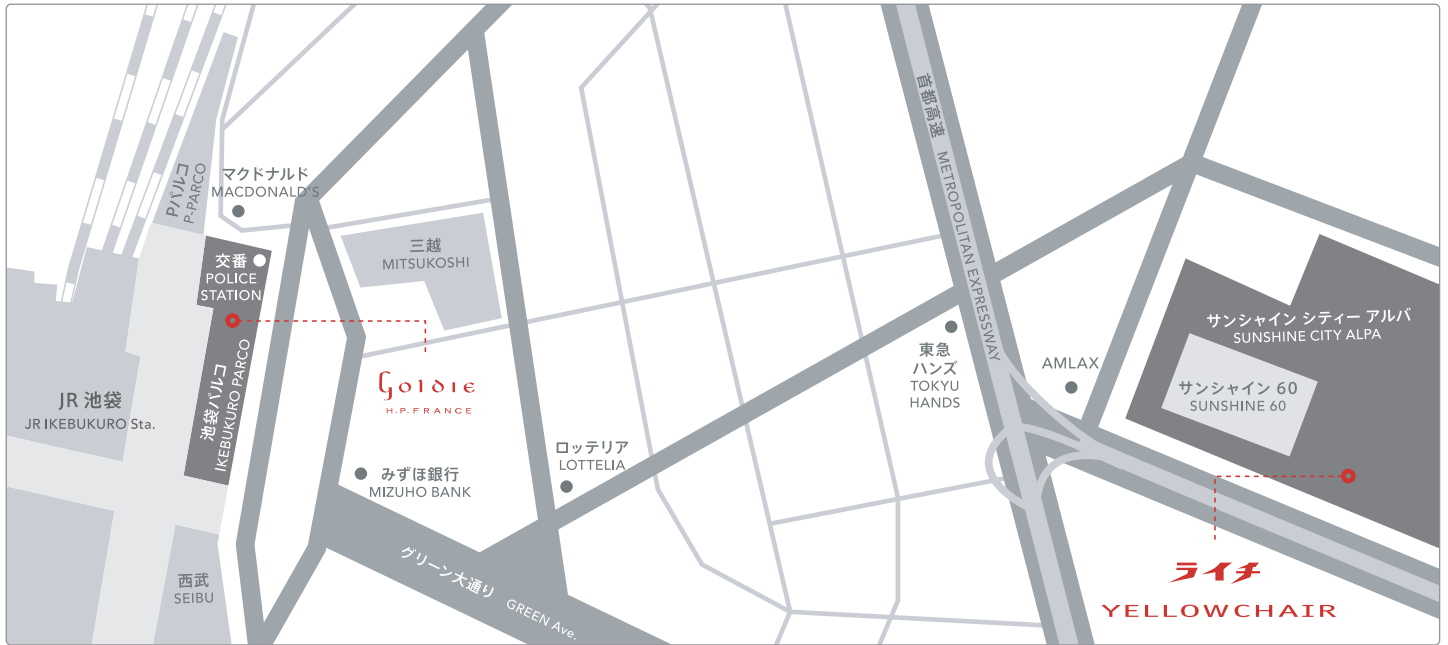 首都高速 METROPOLITAN EXPRESSWAY
Pパルコ
P-PARCO
マクドナルド
MACDONALD'S
三越
MITSUKOSHI
交番
POLICE
STATION
サンシャイン シティー アルバ
SUNSHINE CITY ALPA
サンシャイン 60
SUNSHINE 60
東急
ハンズ
TOKYU
HANDS
AMLAX
JR 池袋
JR IKEBUKURO Sta.
池袋パルコ
IKEBUKURO PARCO
Goldie
H.P.FRANCE
みずほ銀行
MIZUHO BANK
ロッテリア
LOTTELIA
グリーン大通り GREEN Ave.
西武
SEIBU
ライチ
YELLOWCHAIR